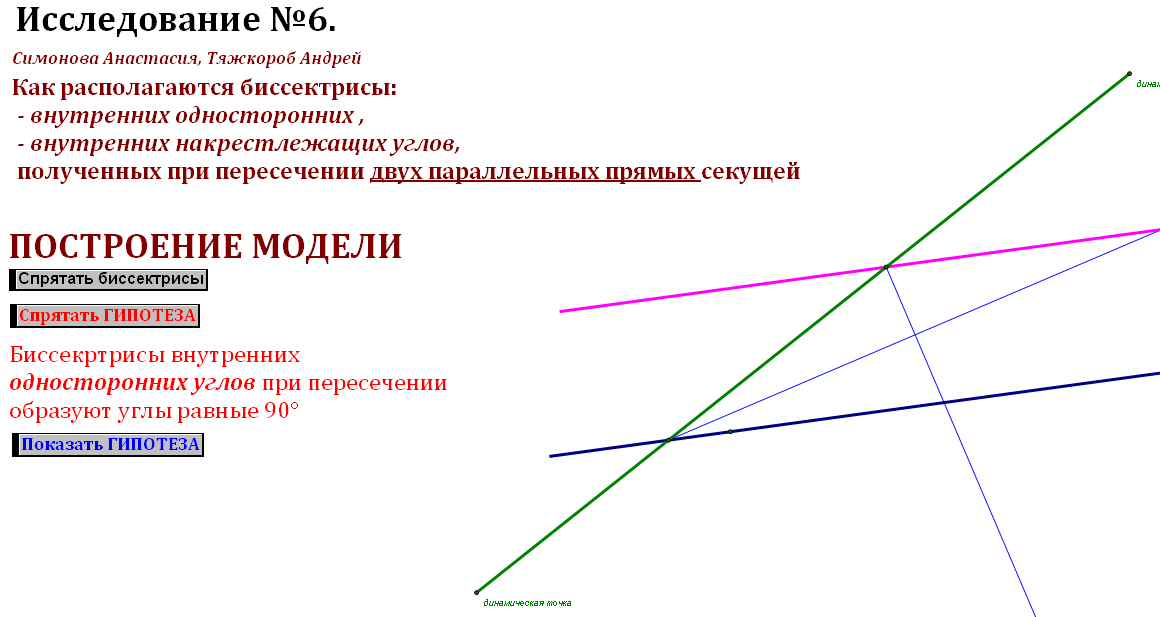 Исследование №6.
Симонова Анастасия, Тяжкороб Андрей
Как располагаются биссектрисы:
- внутренних односторонних ,
- внутренних накрестлежащих углов,
полученных при пересечении двух параллельных прямых секущей
ПОСТРОЕНИЕ МОДЕЛИ
Спрятать биссектрисы
Спрятать ГИПОТЕЗА
Биссекртрисы внутренних
односторонних углов при пересечении
образуют углы равные 90°
Показать ГИПОТЕЗА
динамическая точка